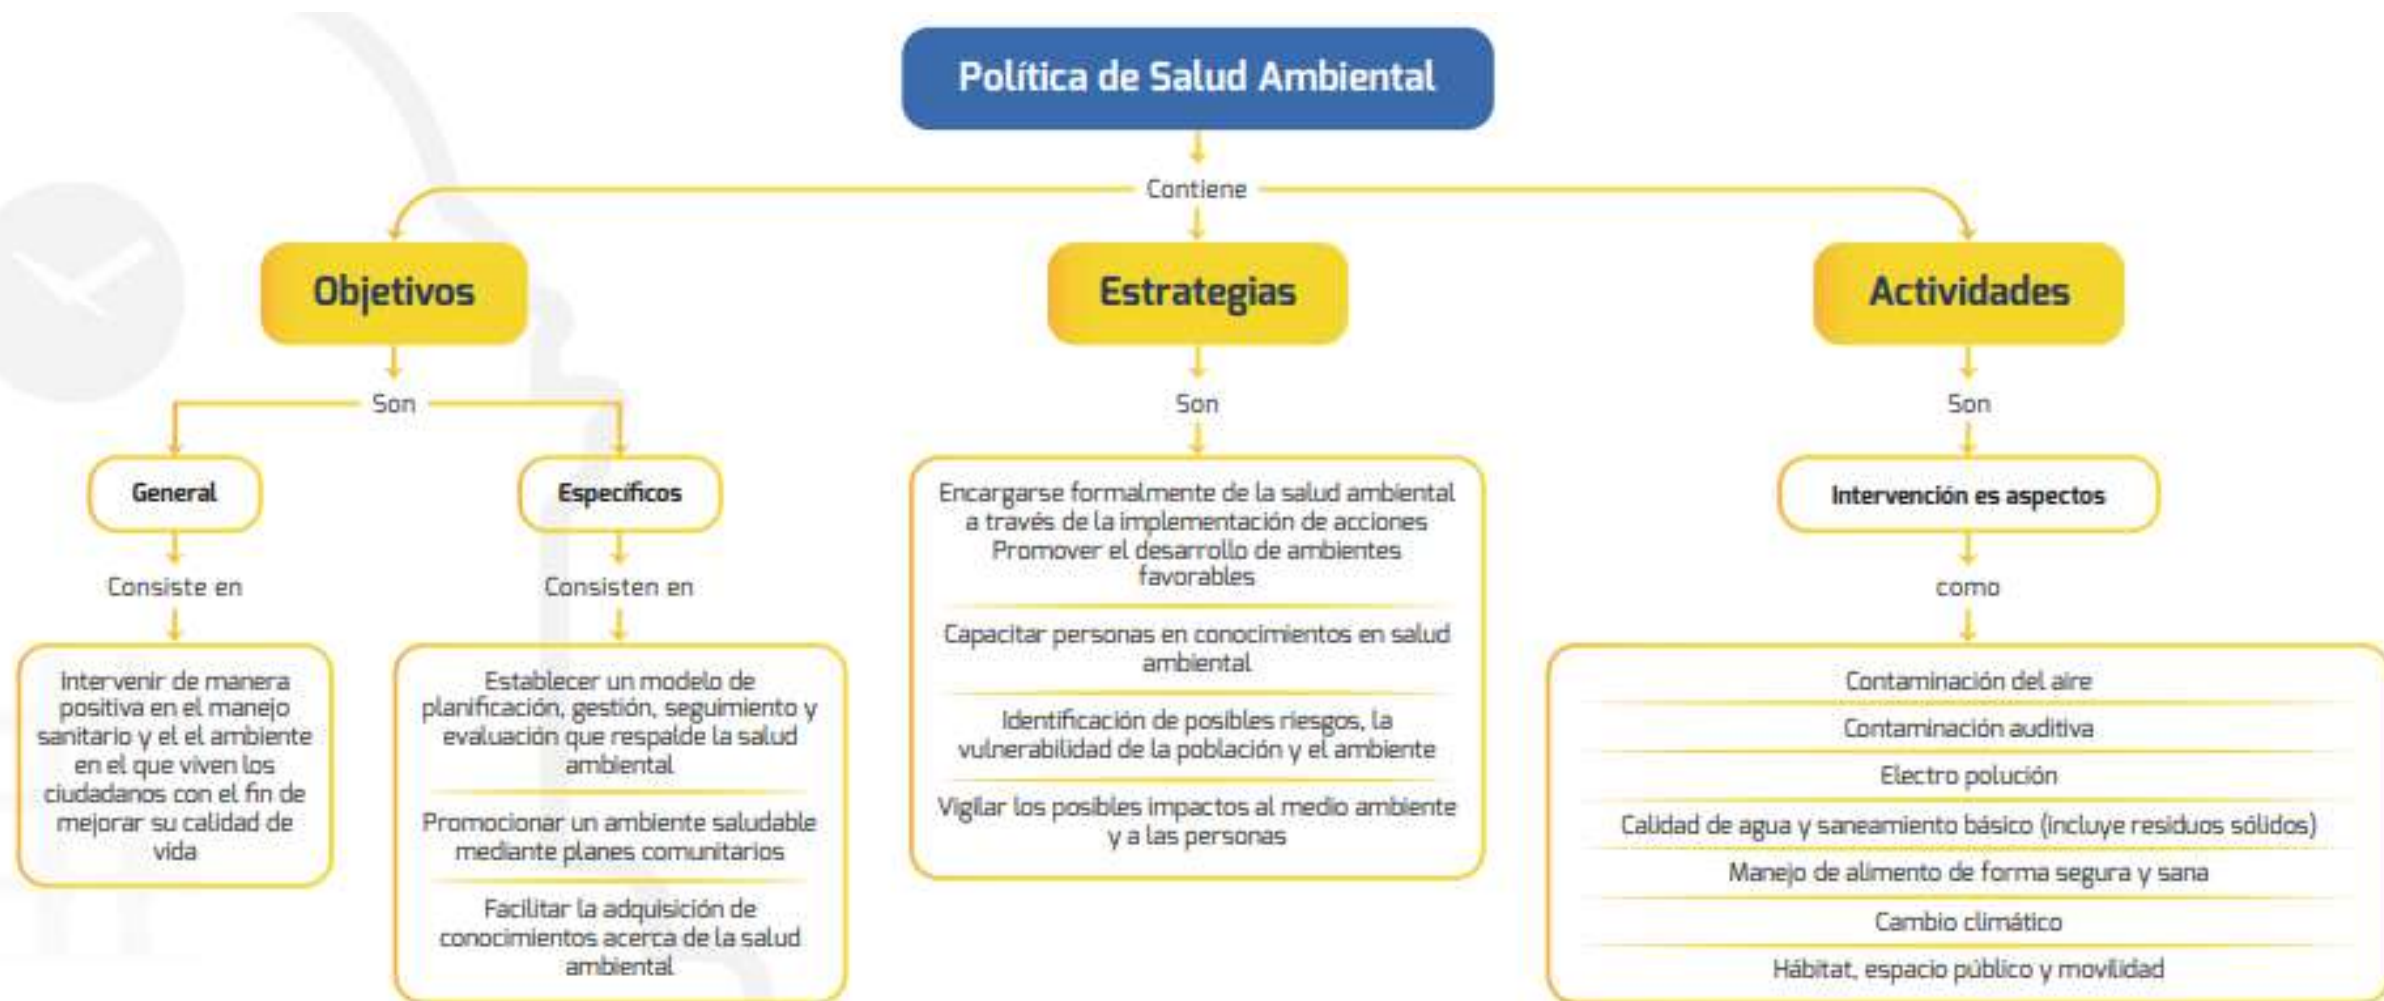 Política de Salud Ambiental
Contiene
Objetivos
Estrategias
Actividades
Son
Son
Son
General
Específicos
Intervención es aspectos
Consiste en
Consisten en
como
Intervenir de manera
positiva en el manejo
sanitario y el el ambiente
en el que viven los
ciudadanos con el fin de
mejorar su calidad de
vida
Establecer un modelo de
planificación, gestión, seguimiento y
evaluación que respalde la salud
ambiental
Promocionar un ambiente saludable
mediante planes comunitarios
Facilitar la adquisición de
conocimientos acerca de la salud
ambiental
Encargarse formalmente de la salud ambiental
a través de la implementación de acciones
Promover el desarrollo de ambientes
favorables
Capacitar personas en conocimientos en salud
ambiental
Identificación de posibles riesgos, la
vulnerabilidad de la población y el ambiente
Vigilar los posibles impactos al medio ambiente
y a las personas
Contaminación del aire
Contaminación auditiva
Electro polución
Calidad de agua y saneamiento básico (incluye residuos sólidos)
Manejo de alimento de forma segura y sana
Cambio climático
Hábitat, espacio público y movilidad